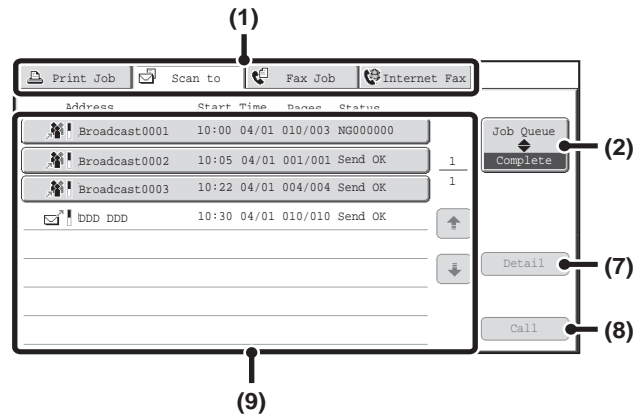 (1)
Print Job Scan to Fax Job Internet Fax
Address Start Time Pages Status
Broadcast0001 10:00 04/01 010/003 NG000000
Broadcast0002 10:05 04/01 001/001 Send OK
Broadcast0003 10:22 04/01 004/004 Send OK
DDD DDD 10:30 04/01 010/010 Send OK
1
1
Job Queue
Complete
(2)
Detail
(7)
Call
(8)
(9)